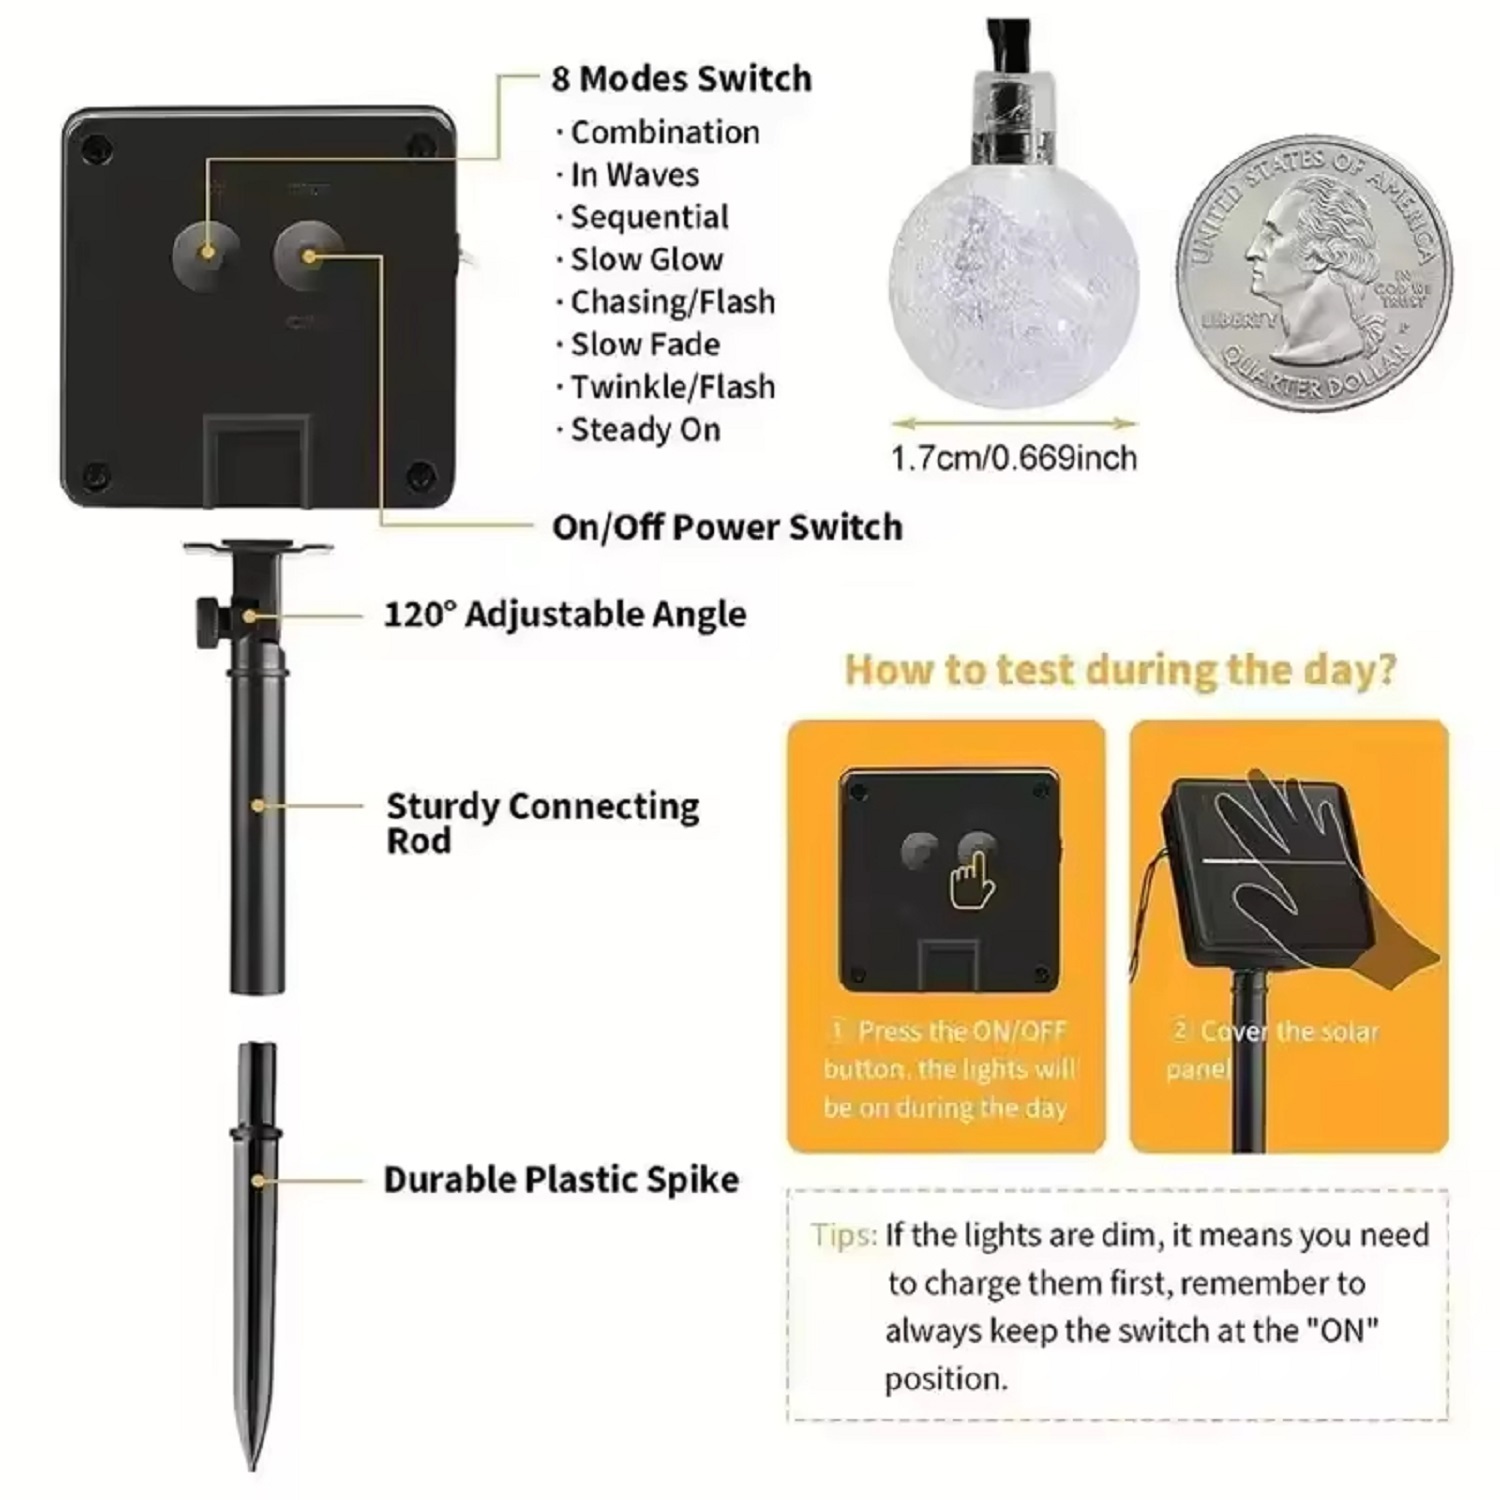 8 Modes Switch
· Combination
· In Waves
· Sequential
· Slow Glow
· Chasing/Flash
· Slow Fade
· Twinkle/Flash
· Steady On
On/Off Power Switch
120° Adjustable Angle
Sturdy Connecting
Rod
Durable Plastic Spike
UNITED STATES OF AMERICA
IN
GOD WE
TRUST
LIBERTY
P
QUARTER DOLLAR
1.7cm/0.669inch
How to test during the day?
1 Press the ON/OFF
button, the lights will
be on during the day
2 Cover the solar
panel
Tips: If the lights are dim, it means you need
to charge them first, remember to
always keep the switch at the "ON"
position.